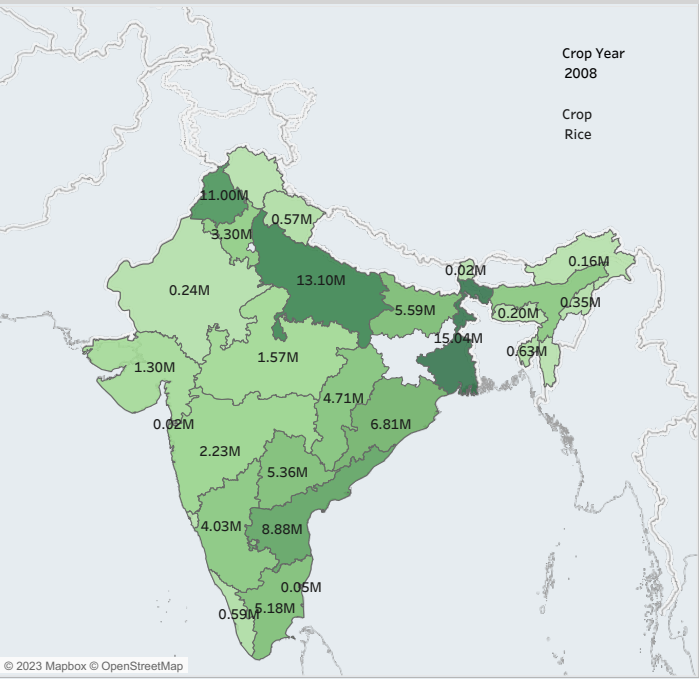 Crop Year
2008
Crop
Rice
11.00M
0.57M
3.30M
0.16M
0.02M
13.10M
0.24M
0.35M
5.59M
0.20M
15.04M
0.63M
1.57M
1.30M
4.71M
0.02M
6.81M
2.23M
5.36M
4.03M
8.88M
0.05M
5.18M
0.59M
© 2023 Mapbox © OpenStreetMap